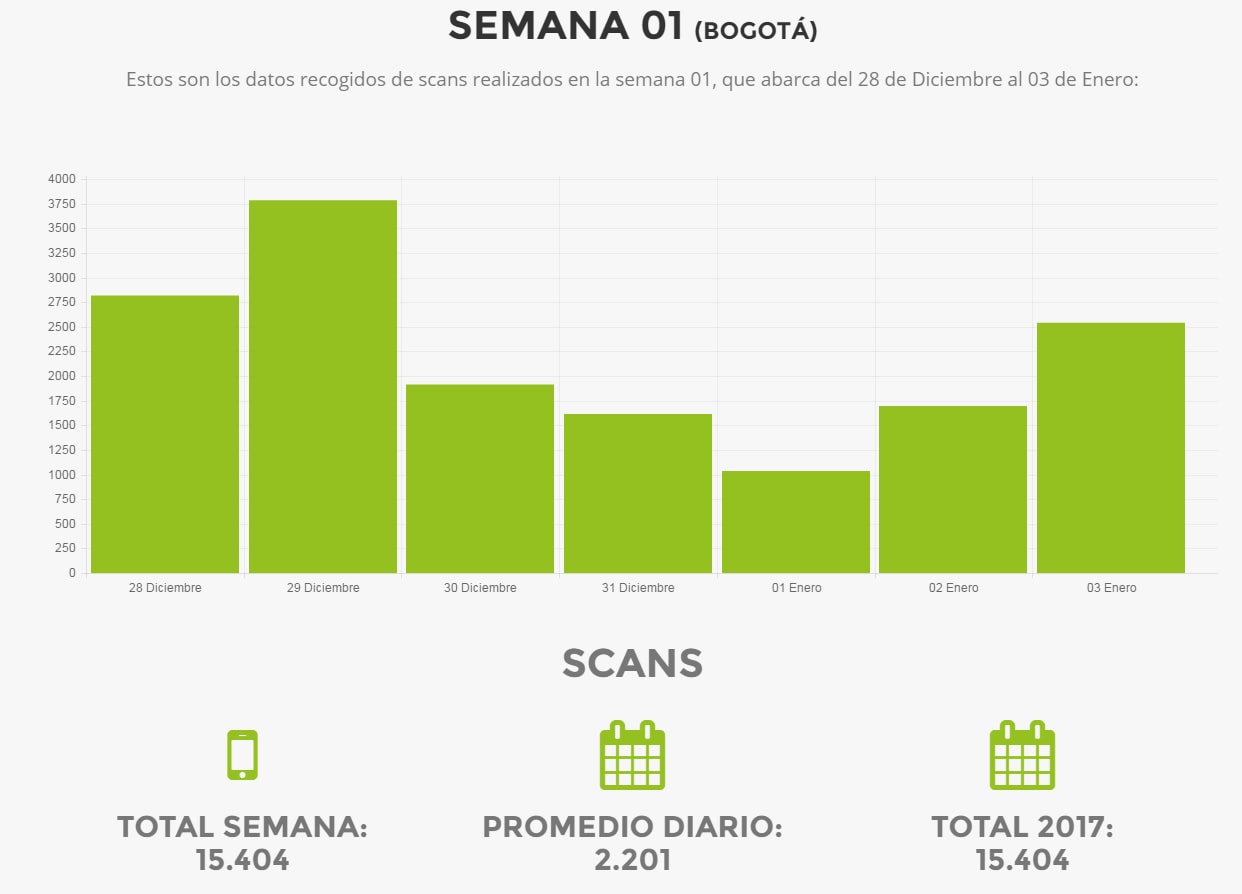 SEMANA 01 (BOGOTÁ)
Estos son los datos recogidos de scans realizados en la semana 01, que abarca del 28 de Diciembre al 03 de Enero:
4000
3750
3500
3250
3000
2750
2500
2250
2000
1750
1500
1250
1000
750
500
250
0
28 Diciembre 29 Diciembre 30 Diciembre 31 Diciembre 01 Enero 02 Enero 03 Enero
SCANS
TOTAL SEMANA: PROMEDIO DIARIO: TOTAL 2017:
15.404 2.201 15.404